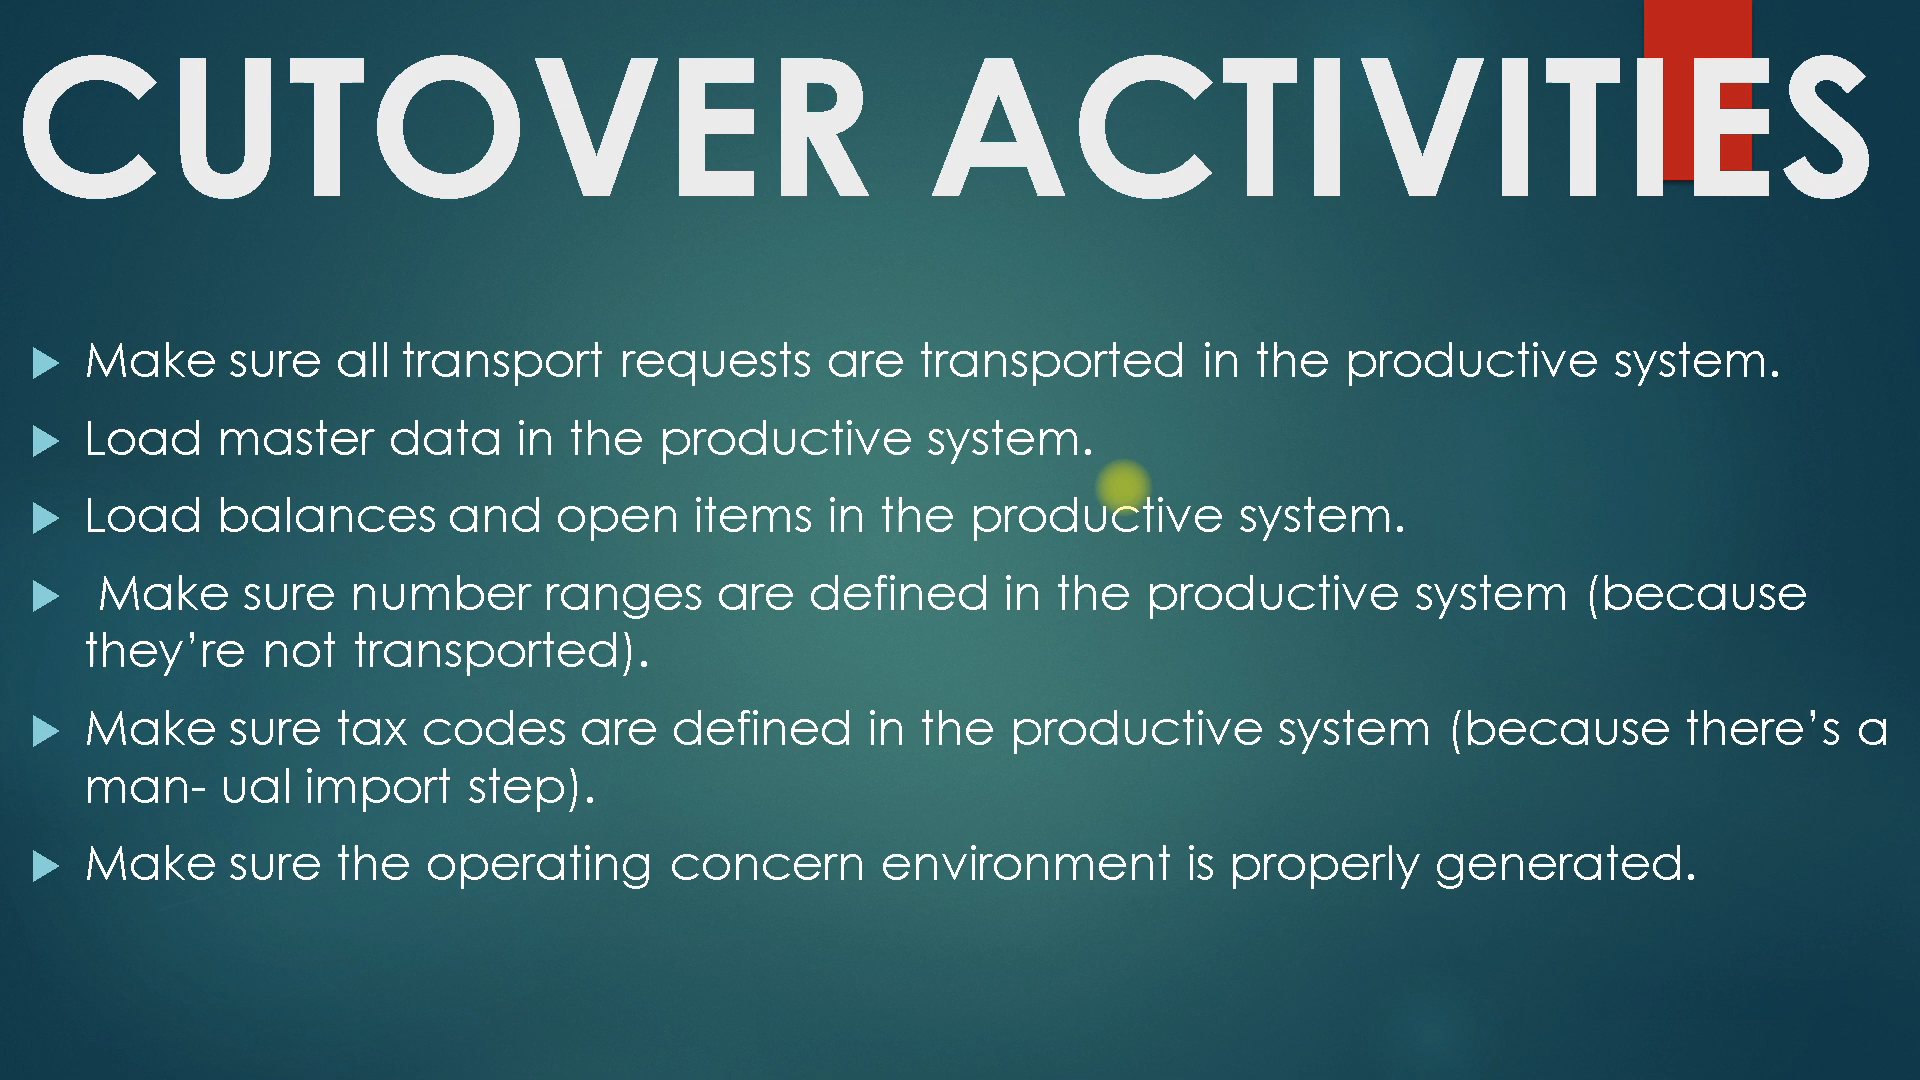 CUTOVER ACTIVITIES
Make sure all transport requests are transported in the productive system.
Load master data in the productive system.
Load balances and open items in the productive system.
Make sure number ranges are defined in the productive system (because
they’re not transported).
Make sure tax codes are defined in the productive system (because there’s a
man- ual import step).
Make sure the operating concern environment is properly generated.